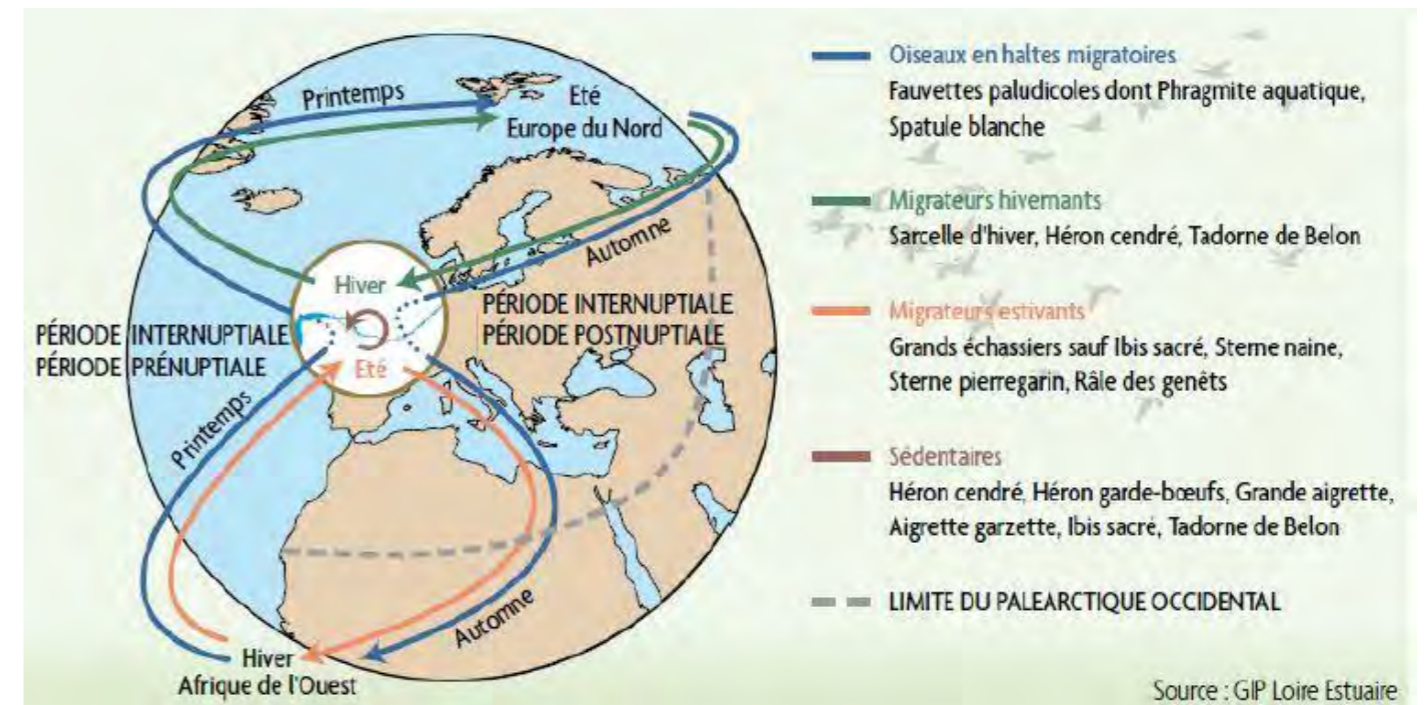 Printemps
Eté
Europe du Nord
Automne
Hiver
Eté
PÉRIODE INTERNUPTIALE
PÉRIODE PRÉNUPTIALE
PÉRIODE INTERNUPTIALE
PÉRIODE POSTNUPTIALE
Printemps
Automne
Hiver
Afrique de l'Ouest
Oiseaux en haltes migratoires
Fauvettes paludicoles dont Phragmite aquatique,
Spatule blanche
Migrateurs hivernants
Sarcelle d'hiver, Héron cendré, Tadorne de Belon
Migrateurs estivants
Grands échassiers sauf Ibis sacré, Sterne naine,
Sterne pierregarin, Râle des genêts
Sédentaires
Héron cendré, Héron garde-bœufs, Grande aigrette,
Aigrette garzette, Ibis sacré, Tadorne de Belon
LIMITE DU PALEARCTIQUE OCCIDENTAL
Source : GIP Loire Estuaire